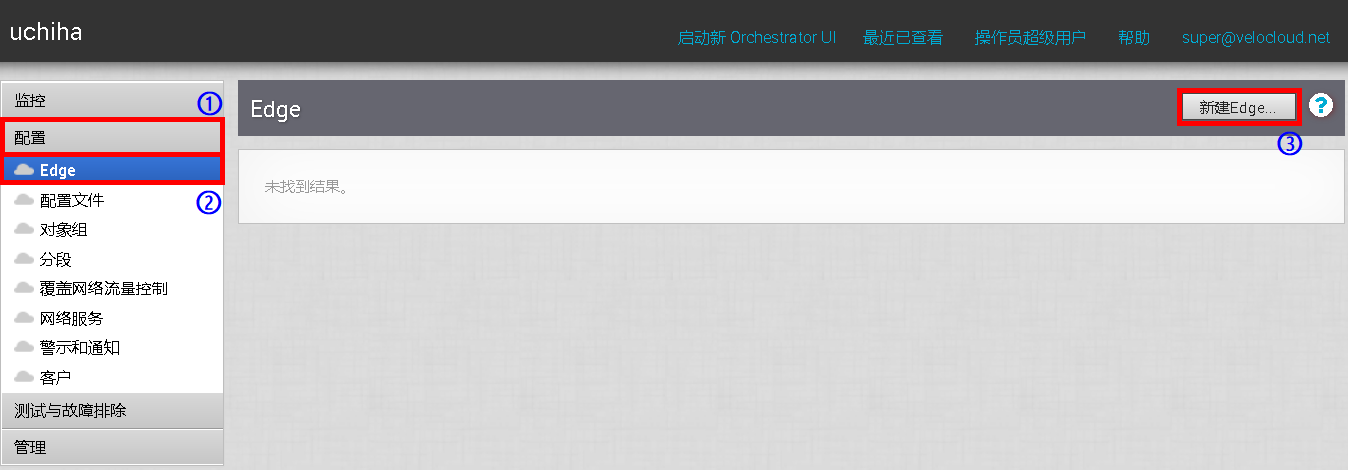 uchiha
启动新 Orchestrator UI 最近已查看 操作员超级用户 帮助 super@velocloud.net
监控
①
配置
Edge
②
配置文件
对象组
分段
覆盖网络流量控制
网络服务
警示和通知
客户
测试与故障排除
管理
Edge
新建Edge...
?
③
未找到结果。